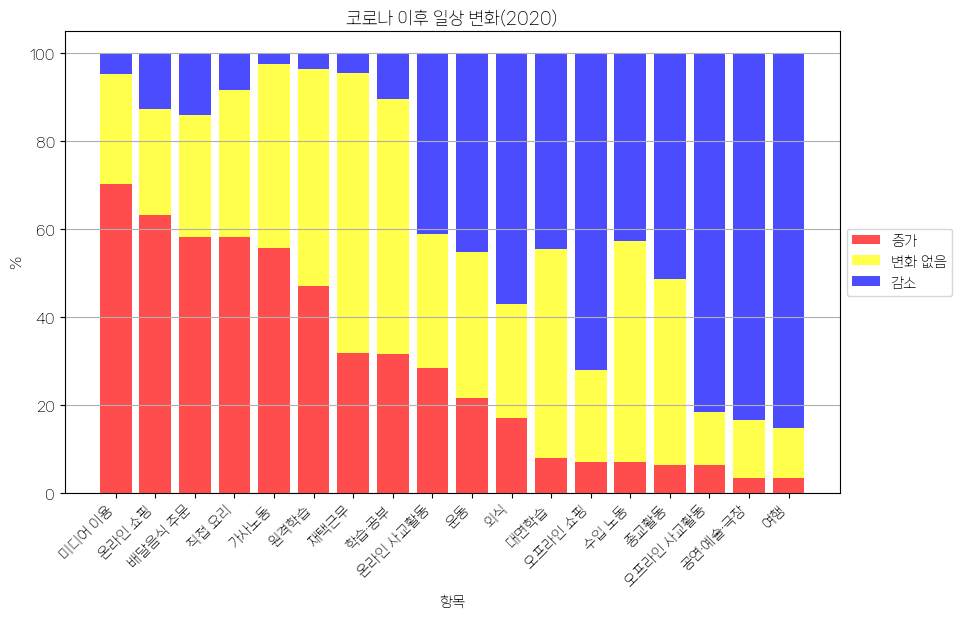 코로나 이후 일상 변화(2020)
%
100
80
60
40
20
0
증가
변화 없음
감소
미디어 이용
온라인 쇼핑
배달음식 주문
직접 요리
가사노동
원격학습
재택근무
학습·공부
온라인 사교활동
운동
외식
대면학습
오프라인 쇼핑
수입 노동
종교활동
오프라인 사교활동
공연·예술·극장
여행
항목